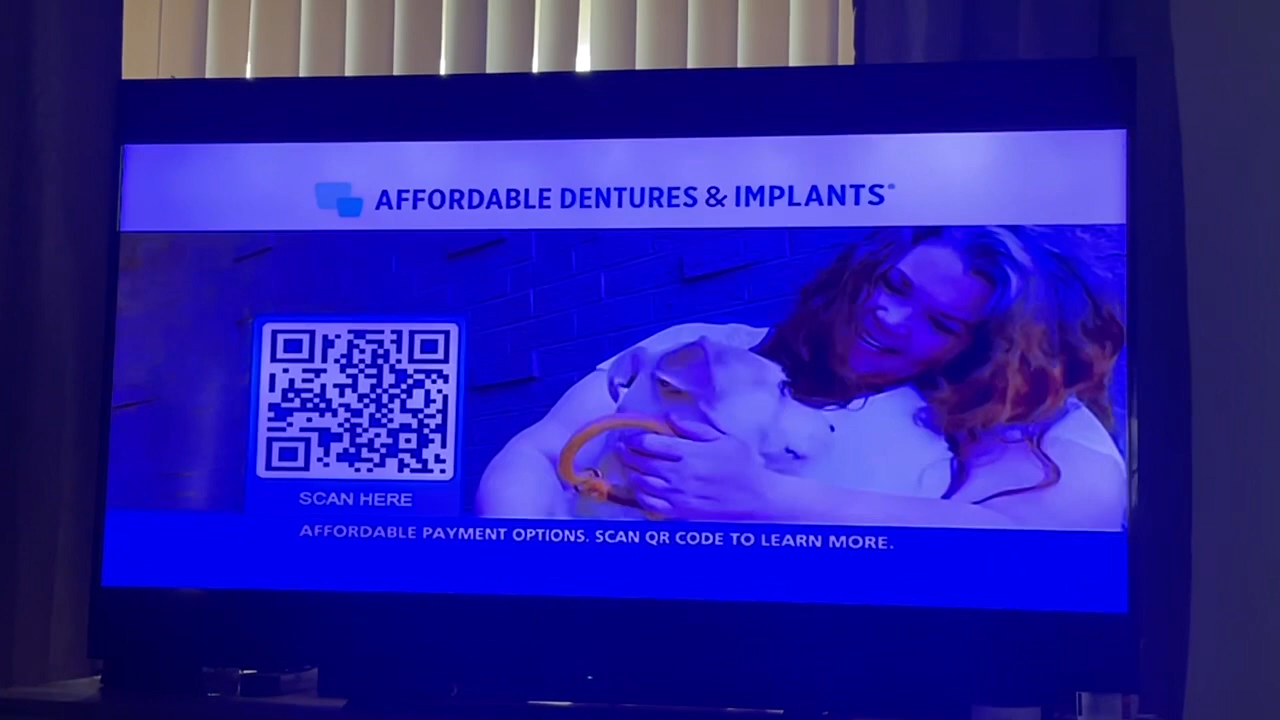 AFFORDABLE DENTURES & IMPLANTS®
SCAN HERE
AFFORDABLE PAYMENT OPTIONS. SCAN QR CODE TO LEARN MORE.